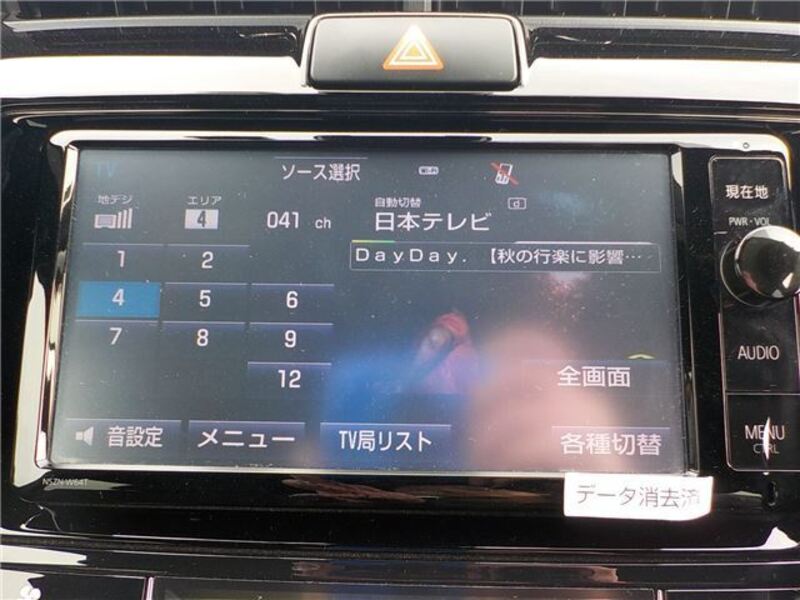 TV
ソース選択
Wi-Fi
地デジ
エリア
4
041 ch
自動切替
日本テレビ
d
DayDay. 【秋の行楽に影響…
1 2
4 5 6
7 8 9
12
全画面
音設定
メニュー
TV局リスト
各種切替
NSZN-W64T
データ消去済
現在地
PWR・VOL
AUDIO
MENU
CTRL